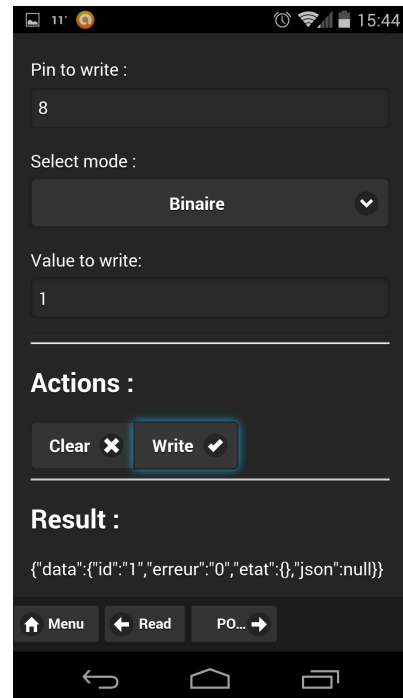 11° 15:44
Pin to write :
8
Select mode :
Binaire
Value to write:
1
Actions :
Clear Write
Result :
{"data":{"id":"1","erreur":"0","etat":{},"json":null}}
Menu Read PO...